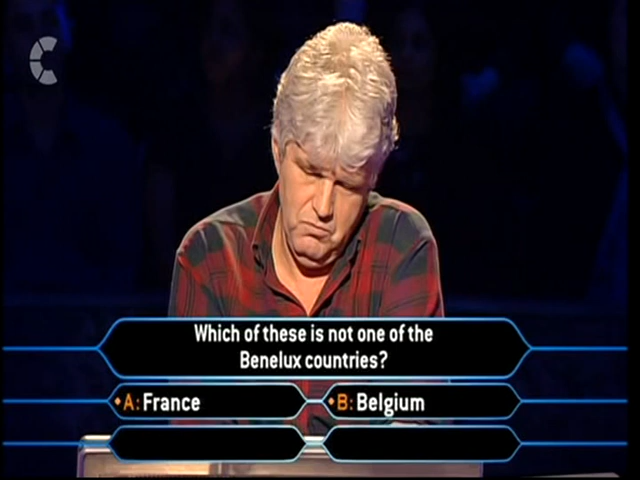 Which of these is not one of the
Benelux countries?
A: France
B: Belgium